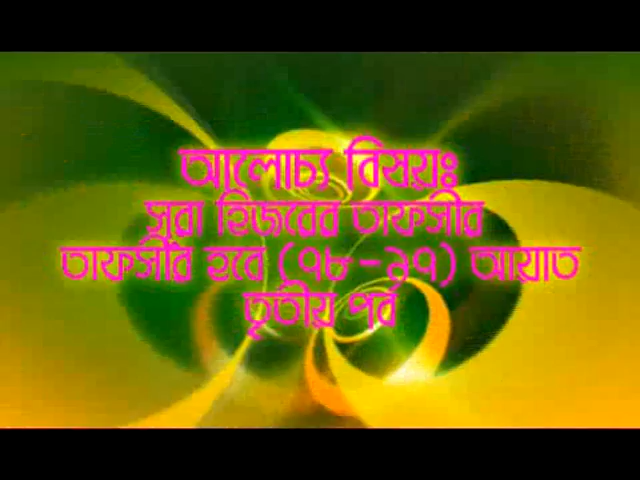 আলোচ্য বিষয়ঃ
সুরা হিজরের তাফসীর
তাফসীর হবে (৭৮-৯৭) আয়াত
তৃতীয় পর্ব